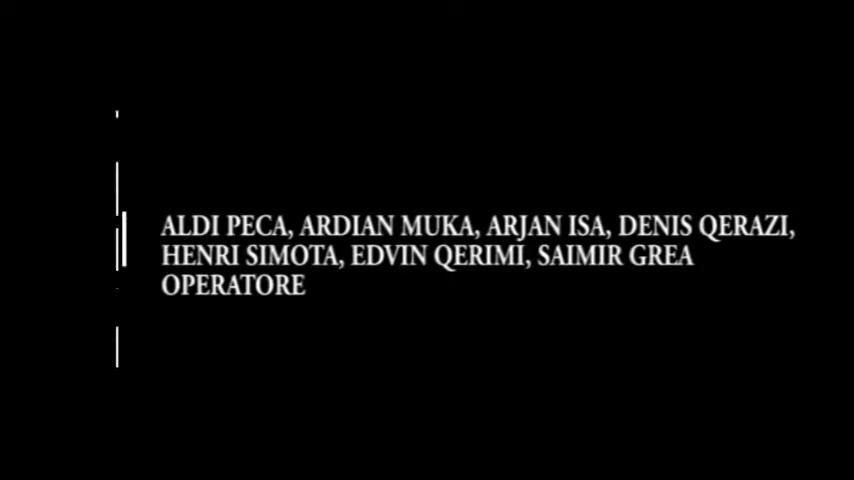 ALDI PECA, ARDIAN MUKA, ARJAN ISA, DENIS QERAZI,
HENRI SIMOTA, EDVIN QERIMI, SAIMIR GREA
OPERATORE